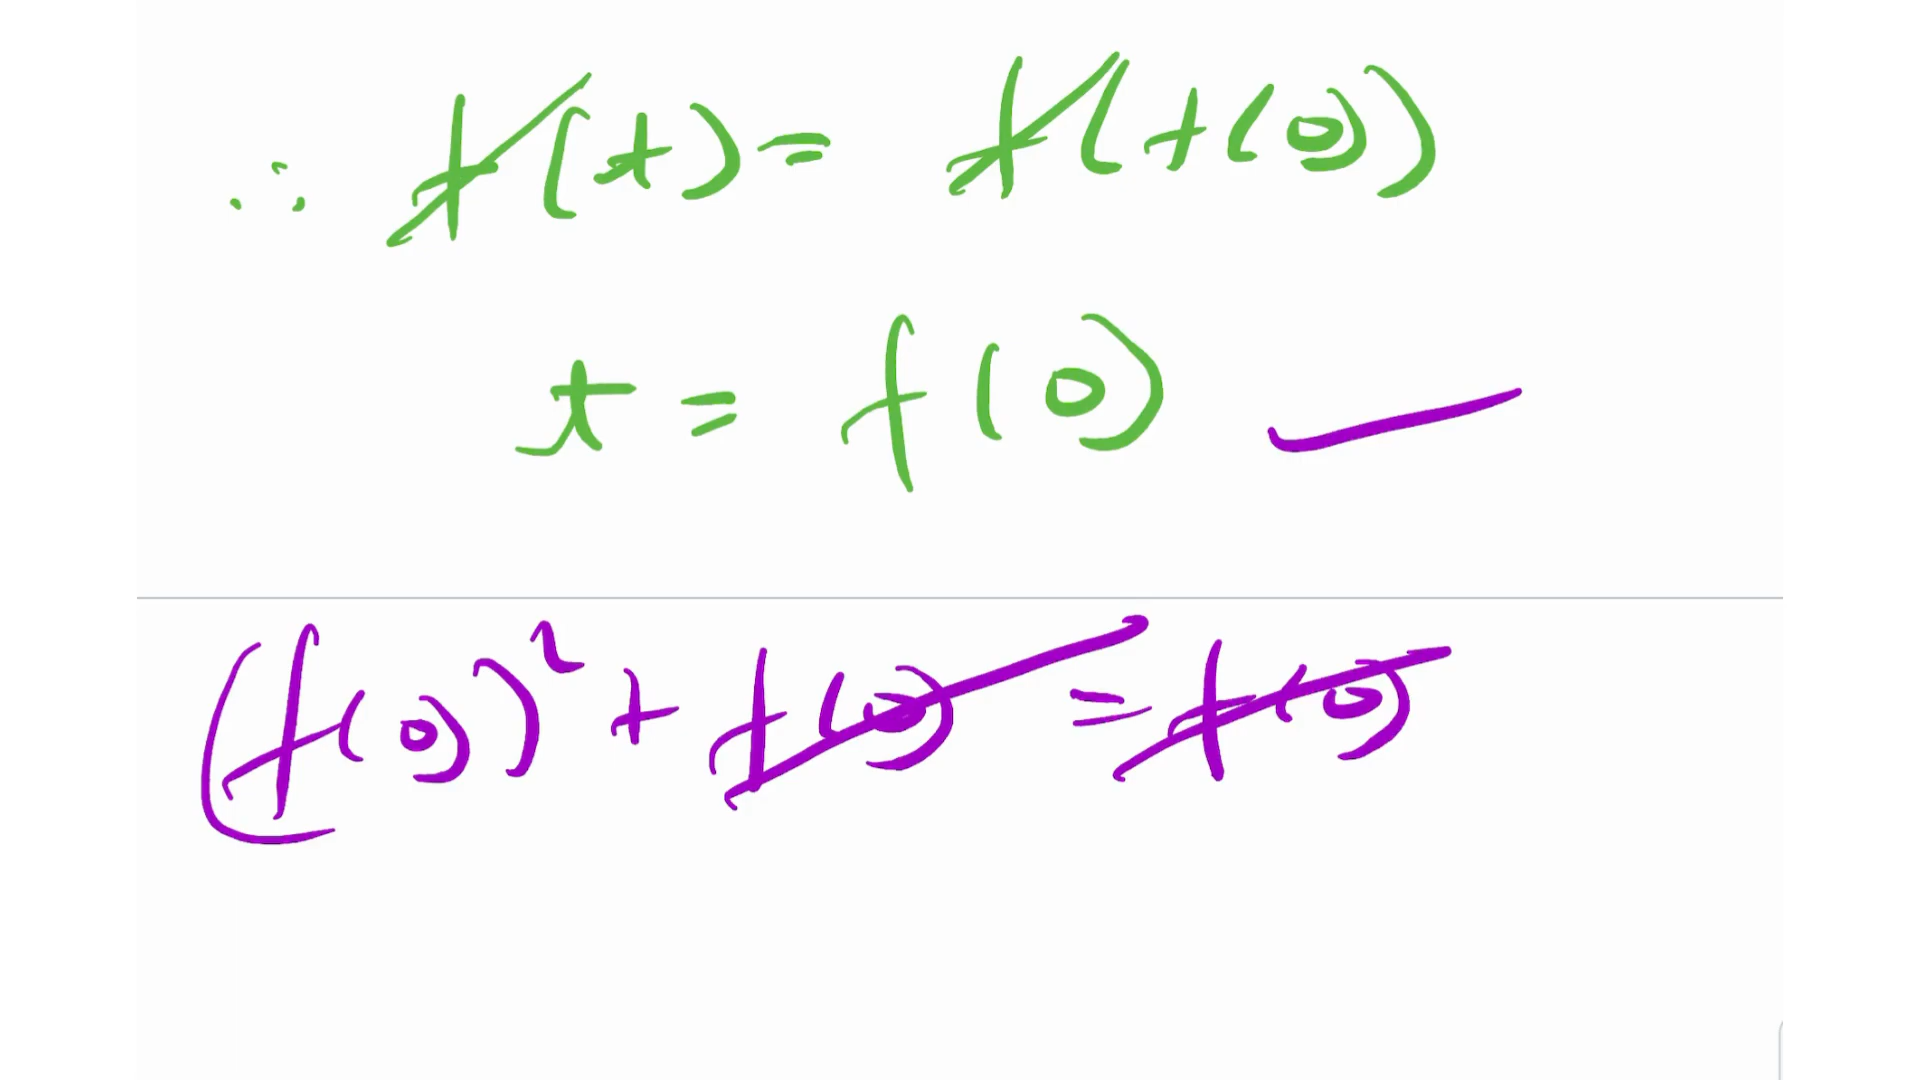 ∴ f(t) = f(f(0))
t = f(0)
(f(0))² + f(0) = f(0)